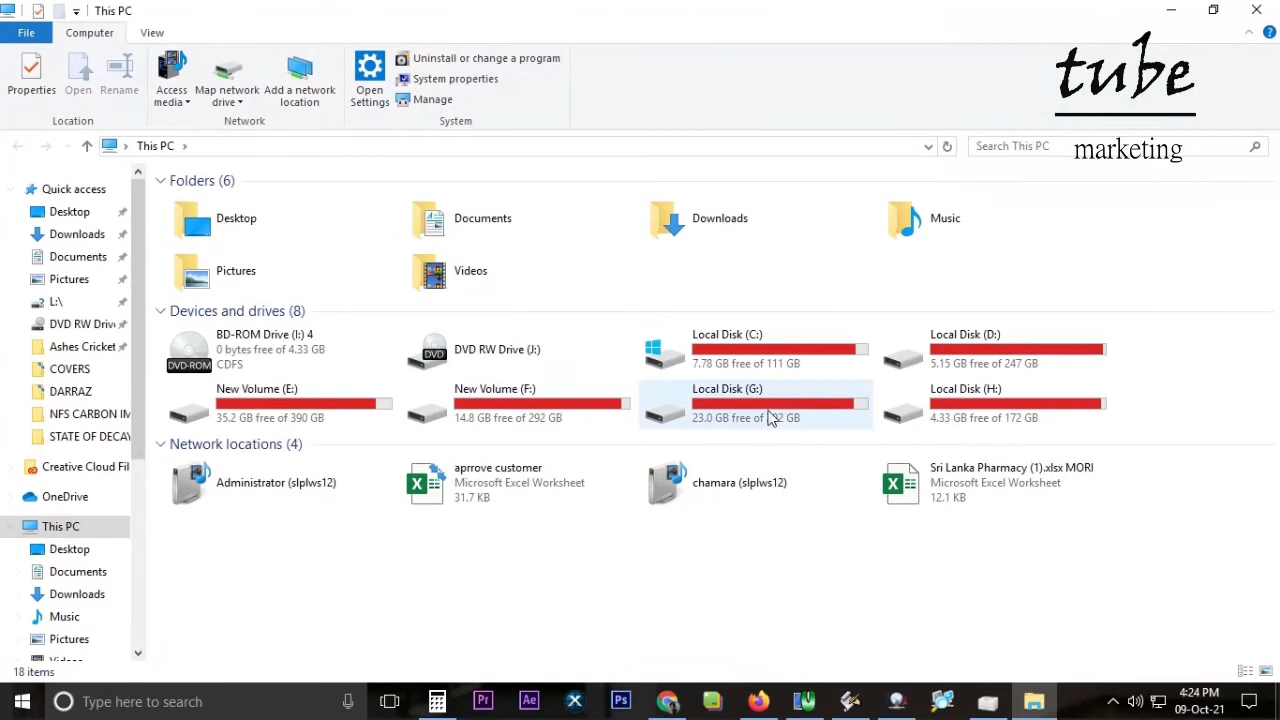 This PC
File
Computer
View
Properties
Open
Rename
Access
media
Map network
drive
Add a network
location
Open
Settings
Uninstall or change a program
System properties
Manage
Location
Network
System
tube
marketing
This PC
Search This PC
Quick access
Desktop
Downloads
Documents
Pictures
L:\
DVD RW Driv
Ashes Cricket
COVERS
DARRAZ
NFS CARBON IM
STATE OF DECAY
Creative Cloud Fil
OneDrive
This PC
Desktop
Documents
Downloads
Music
Pictures
Folders (6)
Desktop
Documents
Downloads
Music
Pictures
Videos
Devices and drives (8)
BD-ROM Drive (I:) 4
0 bytes free of 4.33 GB
CDFS
DVD-ROM
DVD
DVD RW Drive (J:)
Local Disk (C:)
7.78 GB free of 111 GB
Local Disk (D:)
5.15 GB free of 247 GB
New Volume (E:)
35.2 GB free of 390 GB
New Volume (F:)
14.8 GB free of 292 GB
Local Disk (G:)
23.0 GB free of GB
Local Disk (H:)
4.33 GB free of 172 GB
Network locations (4)
Administrator (slplws12)
aprrove customer
Microsoft Excel Worksheet
31.7 KB
chamara (slplws12)
Sri Lanka Pharmacy (1).xlsx MORI
Microsoft Excel Worksheet
12.1 KB
18 items
Type here to search
Pr
Ae
Ps
4:24 PM
09-Oct-21